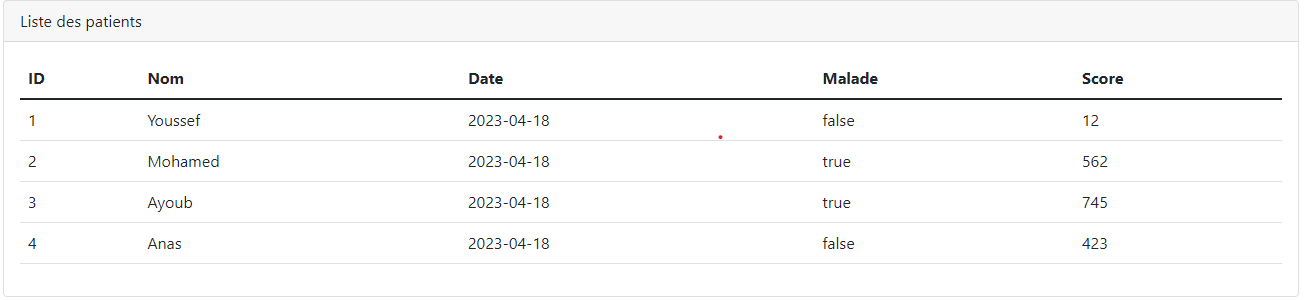 Liste des patients
ID Nom Date Malade Score
1 Youssef 2023-04-18 false 12
2 Mohamed 2023-04-18 true 562
3 Ayoub 2023-04-18 true 745
4 Anas 2023-04-18 false 423